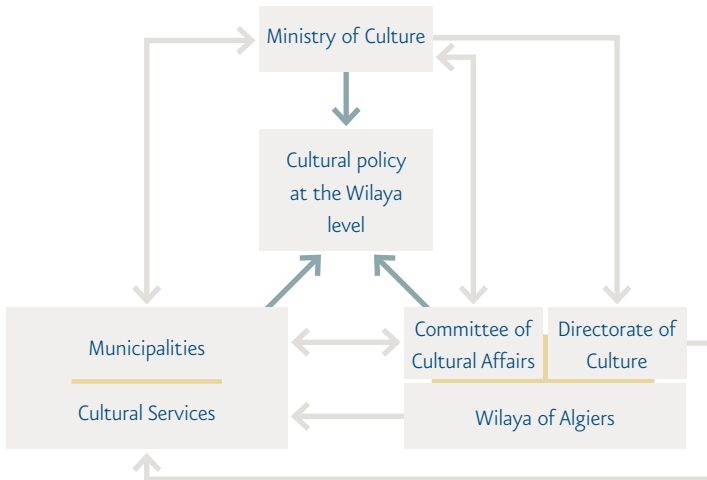 Ministry of Culture
Cultural policy
at the Wilaya
level
Municipalities
Cultural Services
Committee of
Cultural Affairs
Directorate of
Culture
Wilaya of Algiers